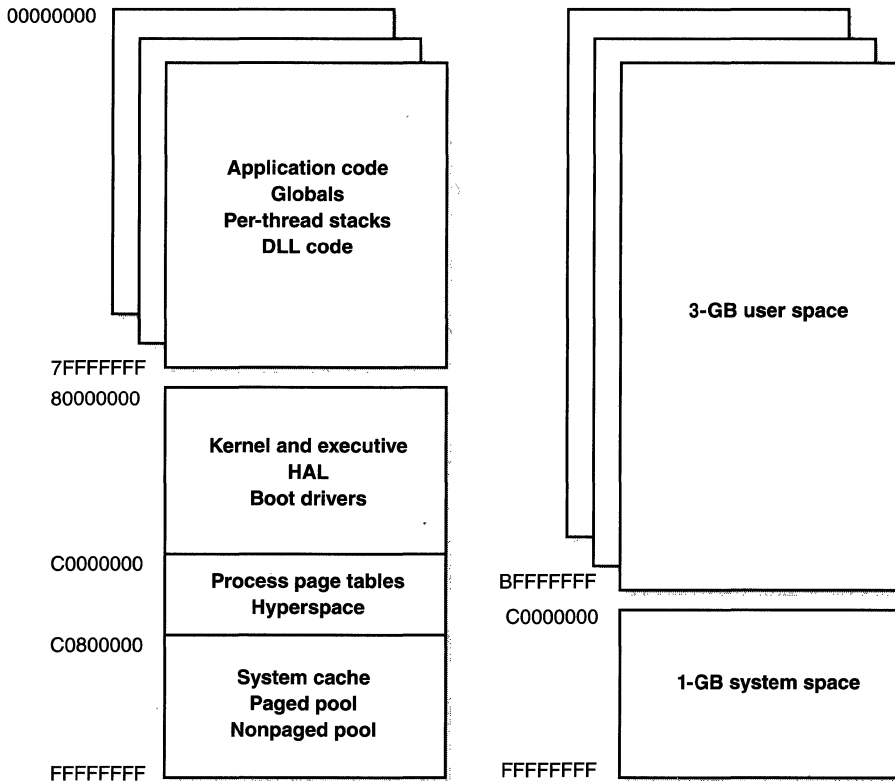 00000000
Application code
Globals
Per-thread stacks
DLL code
7FFFFFFF
80000000
Kernel and executive
HAL
Boot drivers
C0000000
Process page tables
Hyperspace
C0800000
System cache
Paged pool
Nonpaged pool
FFFFFFFF
3-GB user space
BFFFFFFF
C0000000
1-GB system space
FFFFFFFF